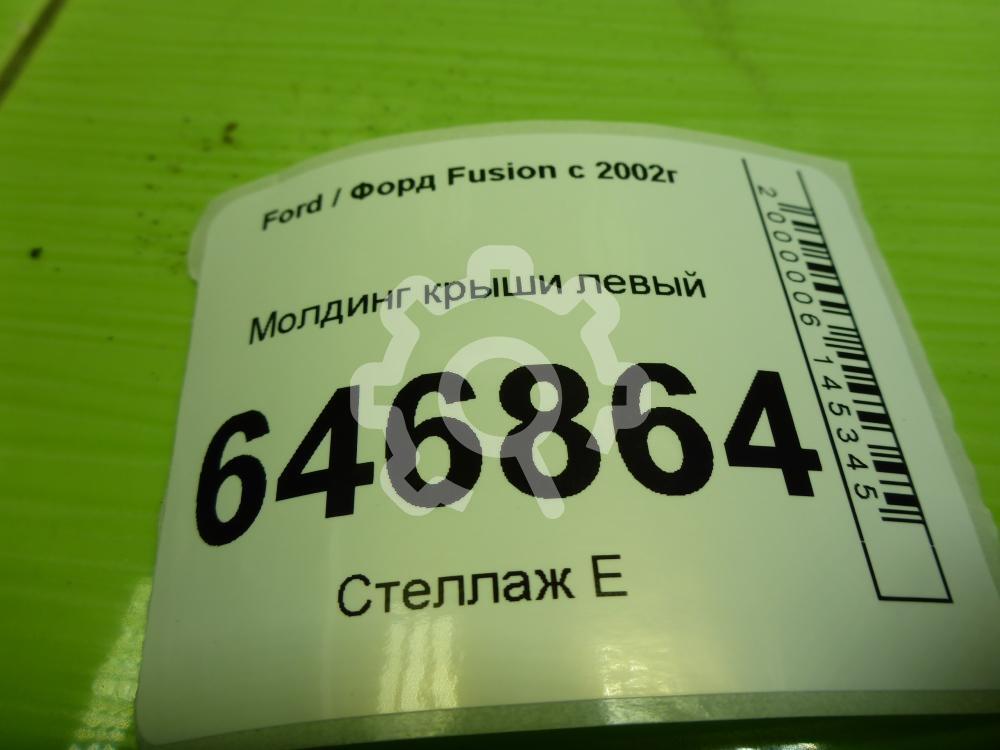 Ford / Форд Fusion с 2002г
Молдинг крыши левый
646864
Стеллаж Е
2000006145345